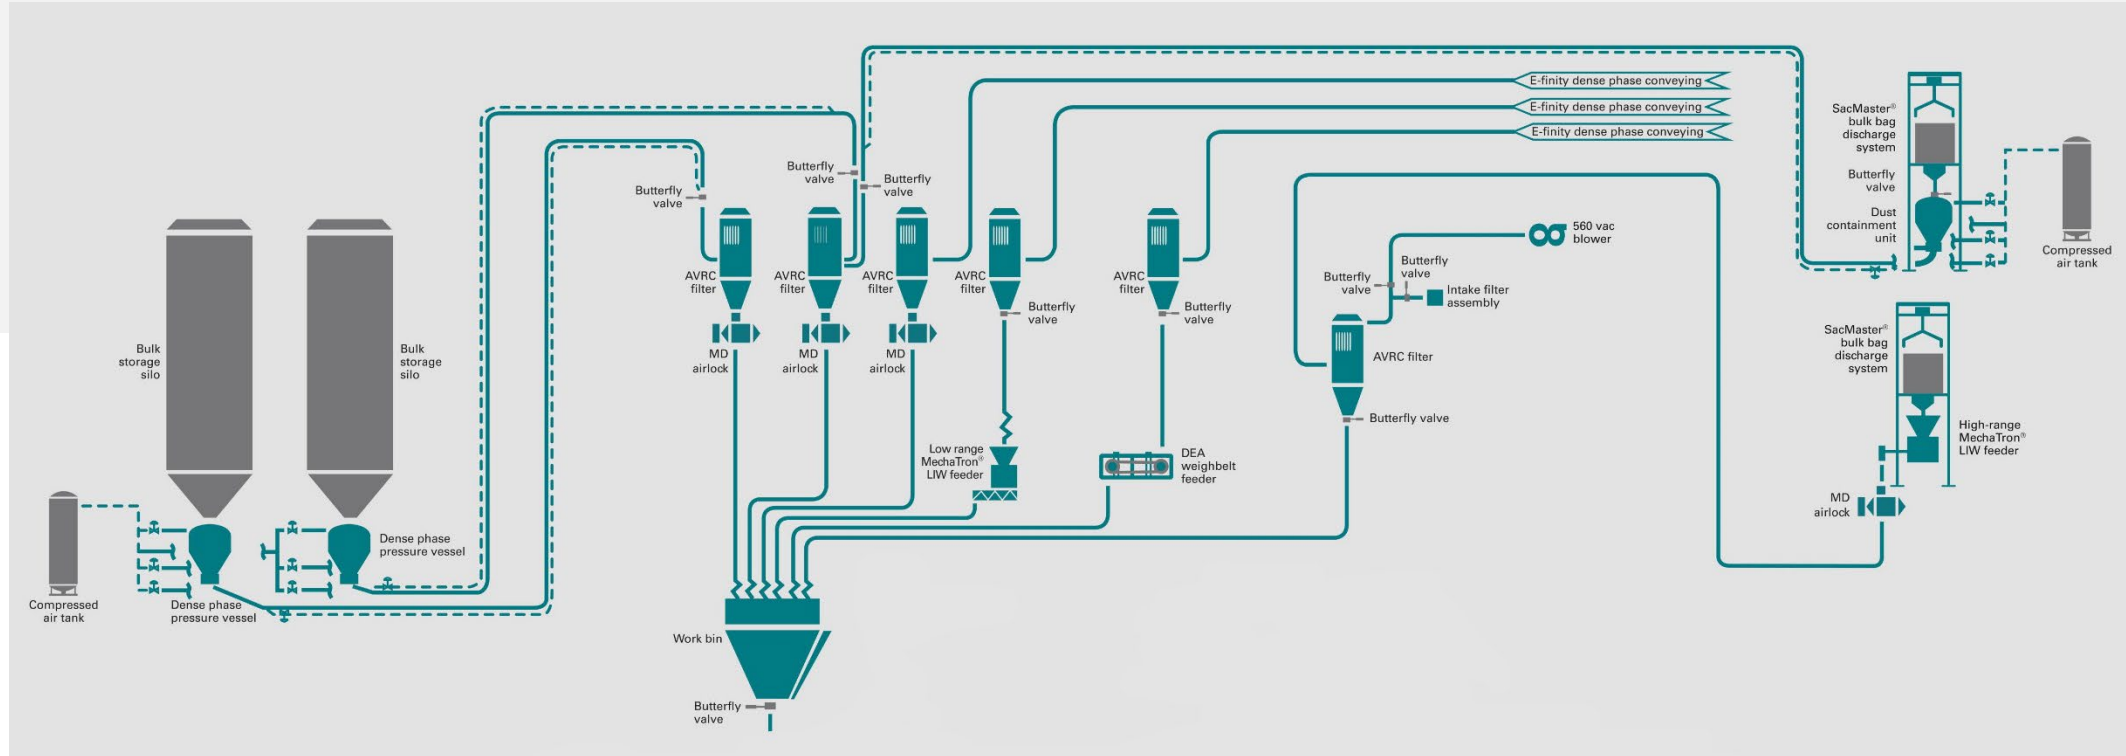 E-finity dense phase conveying
E-finity dense phase conveying
E-finity dense phase conveying
SacMaster®
bulk bag
discharge
system
Butterfly
valve
Dust
containment
unit
Compressed
air tank
Butterfly
valve
Butterfly
valve
Butterfly
valve
560 vac
blower
AVRC
filter
AVRC
filter
AVRC
filter
AVRC
filter
AVRC
filter
Butterfly
valve
Butterfly
valve
Intake filter
assembly
Butterfly
valve
Butterfly
valve
Bulk
storage
silo
Bulk
storage
silo
MD
airlock
MD
airlock
MD
airlock
AVRC filter
SacMaster®
bulk bag
discharge
system
Butterfly valve
Low range
MechaTron®
LIW feeder
DEA
weighbelt
feeder
High-range
MechaTron®
LIW feeder
MD
airlock
Dense phase
pressure vessel
Compressed
air tank
Dense phase
pressure vessel
Work bin
Butterfly
valve